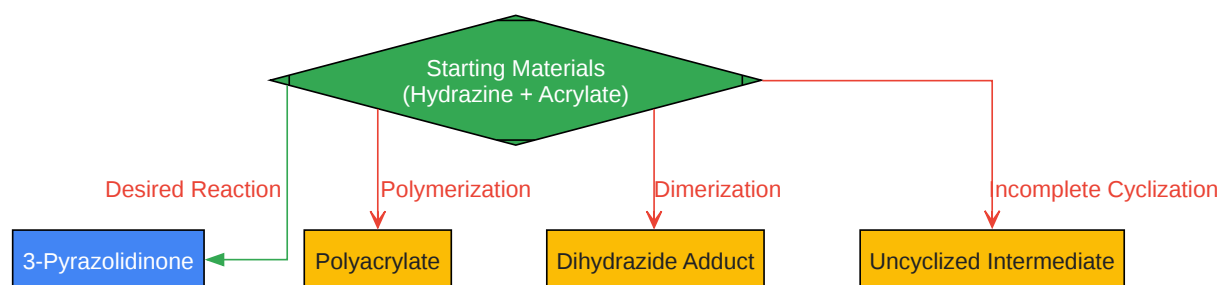 Starting Materials
(Hydrazine + Acrylate)
Desired Reaction
Polymerization
Dimerization
Incomplete Cyclization
3-Pyrazolidinone
Polyacrylate
Dihydrazide Adduct
Uncyclized Intermediate